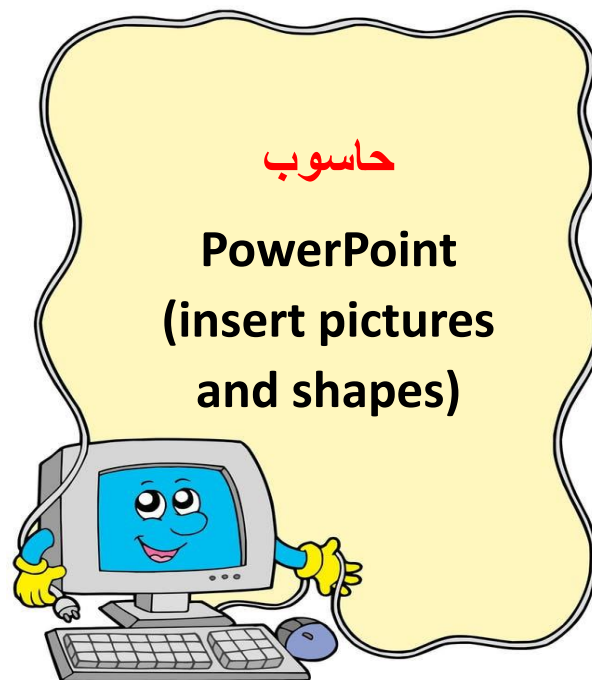 حاسوب
PowerPoint
(insert pictures
and shapes)